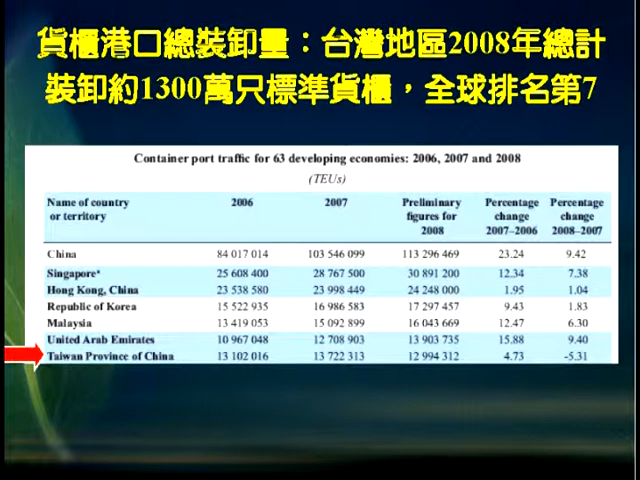 貨櫃港口總裝卸量：台灣地區2008年總計
裝卸約1300萬只標準貨櫃，全球排名第7
Container port traffic for 63 developing economies: 2006, 2007 and 2008
(TEUs)
Name of country or territory 2006 2007 Preliminary figures for 2008 Percentage change 2007–2006 Percentage change 2008–2007
China 84 017 014 103 546 099 113 296 469 23.24 9.42
Singapore* 25 608 400 28 767 500 30 891 200 12.34 7.38
Hong Kong, China 23 538 580 23 998 449 24 248 000 1.95 1.04
Republic of Korea 15 522 935 16 986 583 17 297 457 9.43 1.83
Malaysia 13 419 053 15 092 899 16 043 669 12.47 6.30
United Arab Emirates 10 967 048 12 708 903 13 903 735 15.88 9.40
Taiwan Province of China 13 102 016 13 722 313 12 994 312 4.73 -5.31